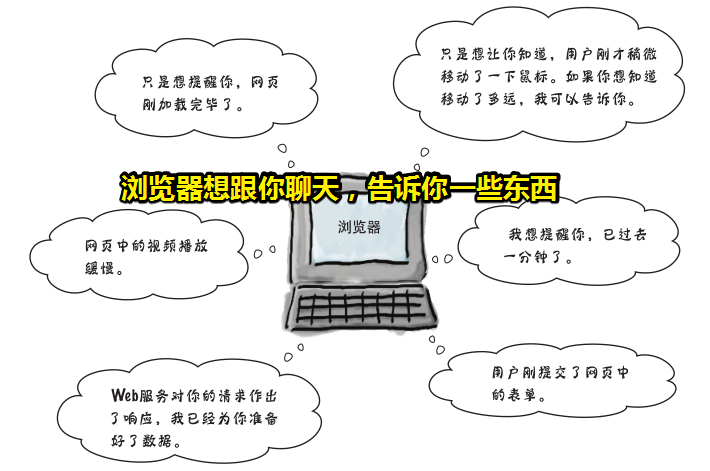 只是想提醒你，网页
刚加载完毕了。
只是想让你知道，用户刚才稍微
移动了一下鼠标。如果你想知道
移动了多远，我可以告诉你。
浏览器想跟你聊天，告诉你一些东西
浏览器
网页中的视频播放
缓慢。
我想提醒你，已过去
一分钟了。
Web服务对你的请求作出
了响应，我已经为你准备
好了数据。
用户刚提交了网页中
的表单。